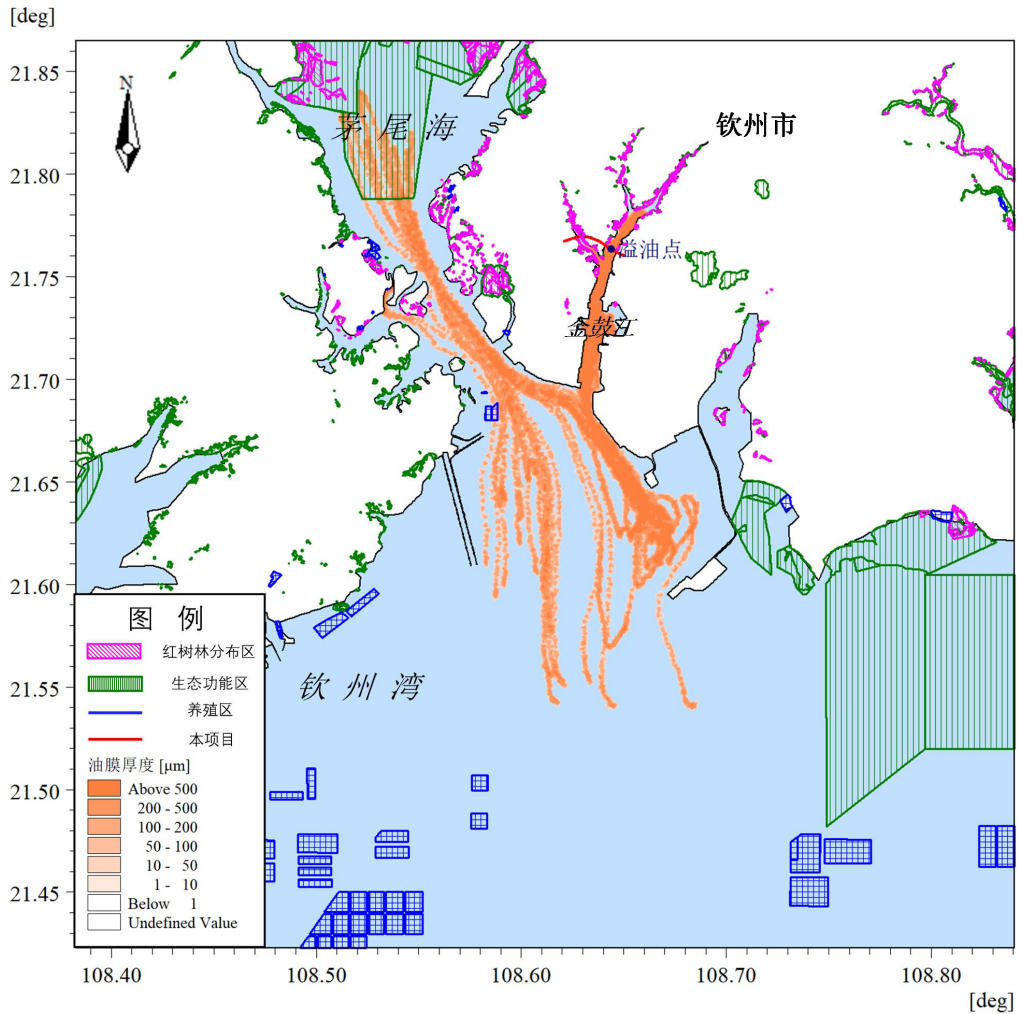 [deg]
21.85
21.80
21.75
21.70
21.65
21.60
21.55
21.50
21.45
N
茅尾海
钦州市
溢油点
金鼓江
钦州湾
图 例
红树林分布区
生态功能区
养殖区
本项目
油膜厚度 [μm]
Above 500
200 - 500
100 - 200
50 - 100
10 - 50
1 - 10
Below 1
Undefined Value
108.40
108.50
108.60
108.70
108.80
[deg]